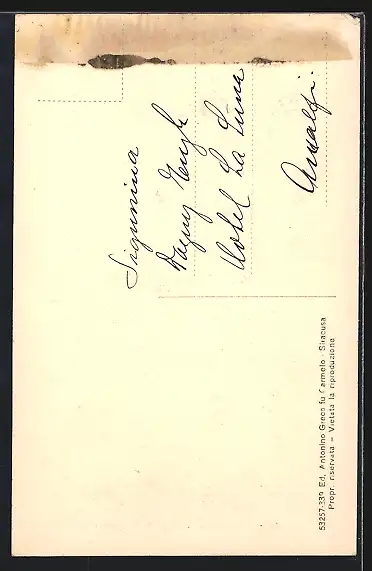 Signorina
Hotel La Luna
Amalfi.
53257-339 Ed. Antonino Greco fu Carmelo - Siracusa
Propr. riservata - Vietata la riproduzione